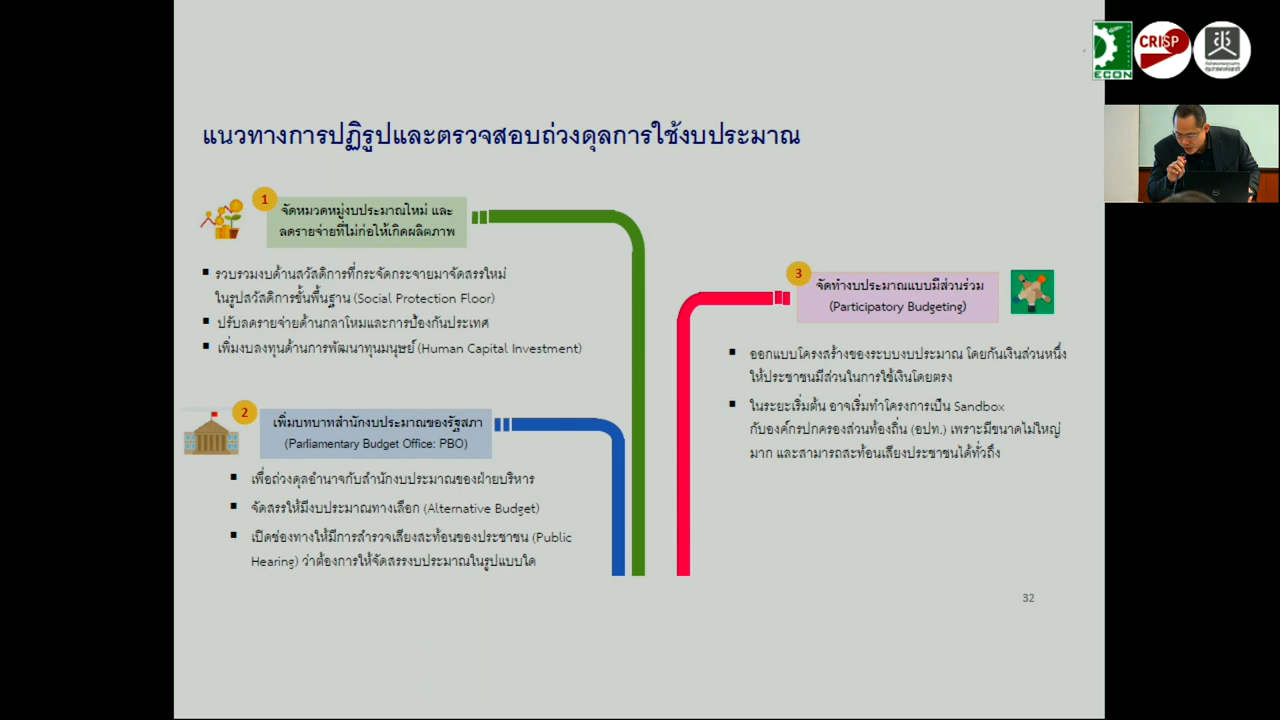 แนวทางการปฏิรูปและตรวจสอบถ่วงดุลการใช้งบประมาณ
1
จัดหมวดหมู่งบประมาณใหม่ และ
ลดรายจ่ายที่ไม่ก่อให้เกิดผลิตภาพ
▪ รวบรวมงบด้านสวัสดิการที่กระจัดกระจายมาจัดสรรใหม่
ในรูปสวัสดิการขั้นพื้นฐาน (Social Protection Floor)
▪ ปรับลดรายจ่ายด้านกลาโหมและการป้องกันประเทศ
▪ เพิ่มงบลงทุนด้านการพัฒนาทุนมนุษย์ (Human Capital Investment)
2
เพิ่มบทบาทสำนักงบประมาณของรัฐสภา
(Parliamentary Budget Office: PBO)
▪ เพื่อถ่วงดุลอำนาจกับสำนักงบประมาณของฝ่ายบริหาร
▪ จัดสรรให้มีงบประมาณทางเลือก (Alternative Budget)
▪ เปิดช่องทางให้มีการสำรวจเสียงสะท้อนของประชาชน (Public
Hearing) ว่าต้องการให้จัดสรรงบประมาณในรูปแบบใด
3
จัดทำงบประมาณแบบมีส่วนร่วม
(Participatory Budgeting)
▪ ออกแบบโครงสร้างของระบบงบประมาณ โดยกันเงินส่วนหนึ่ง
ให้ประชาชนมีส่วนในการใช้เงินโดยตรง
▪ ในระยะเริ่มต้น อาจเริ่มทำโครงการเป็น Sandbox
กับองค์กรปกครองส่วนท้องถิ่น (อปท.) เพราะมีขนาดไม่ใหญ่
มาก และสามารถสะท้อนเสียงประชาชนได้ทั่วถึง
32
ECON
CRISP